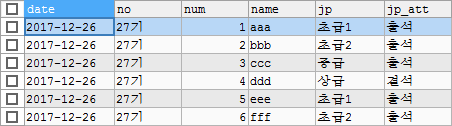 date no num name jp jp_att
2017-12-26 27기 1 aaa 초급1 출석
2017-12-26 27기 2 bbb 초급2 출석
2017-12-26 27기 3 ccc 중급 출석
2017-12-26 27기 4 ddd 상급 결석
2017-12-26 27기 5 eee 초급1 출석
2017-12-26 27기 6 fff 초급2 출석